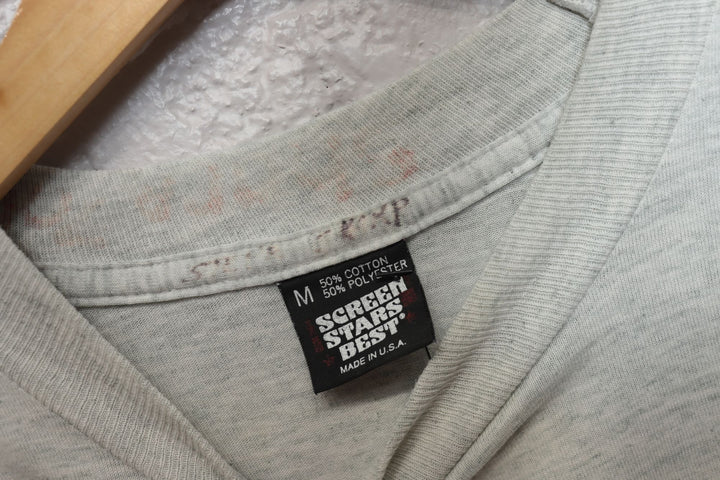 M
50% COTTON
50% POLYESTER
SCREEN
STARS
BEST.
MADE IN U.S.A.